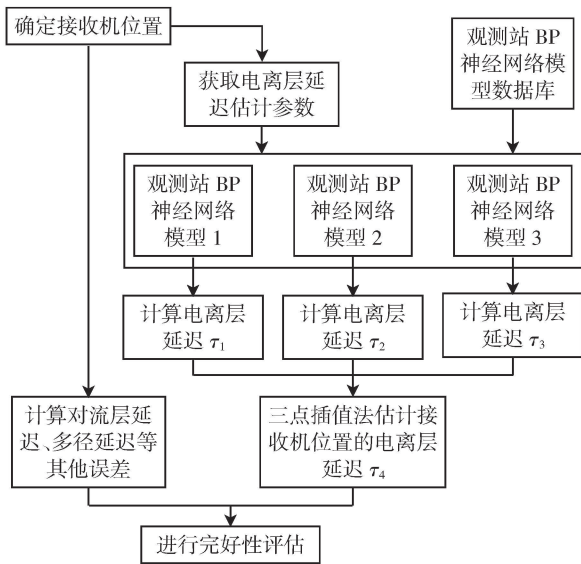 确定接收机位置
观测站 BP
神经网络模
型数据库
获取电离层延
迟估计参数
观测站 BP
神经网络
模型 1
观测站 BP
神经网络
模型 2
观测站 BP
神经网络
模型 3
计算电离层
延迟 τ₁
计算电离层
延迟 τ₂
计算电离层
延迟 τ₃
计算对流层延
迟、多径延迟等
其他误差
三点插值法估计接
收机位置的电离层
延迟 τ₄
进行完好性评估